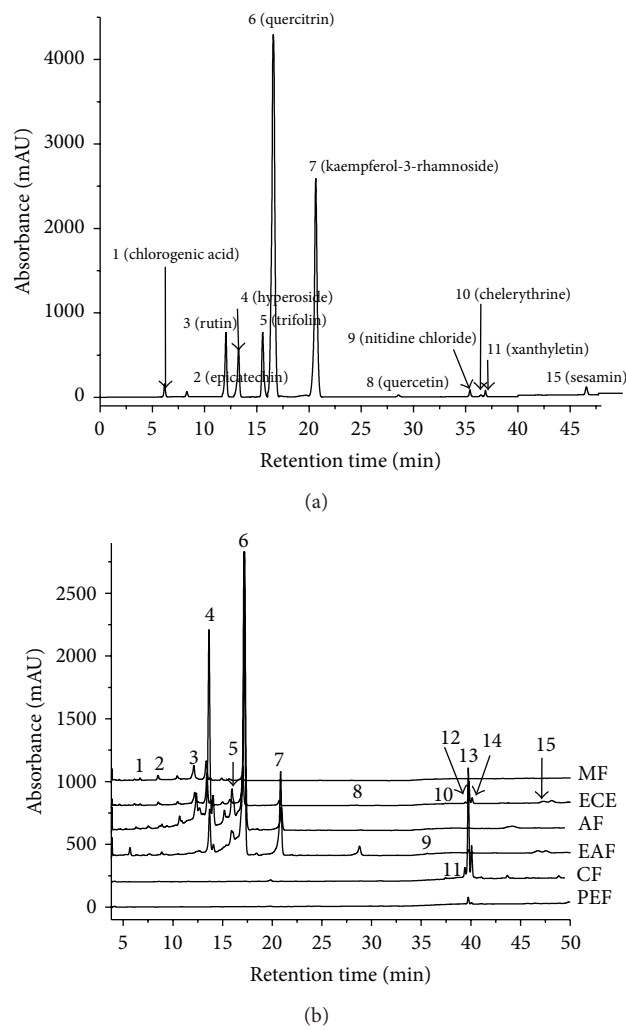 6 (quercitrin)
4000
3000
7 (kaempferol-3-rhamnoside)
Absorbance (mAU)
2000
1 (chlorogenic acid)
4 (hyperoside)
10 (chelerythrine)
1000
3 (rutin)
5 (trifolin)
9 (nitidine chloride)
11 (xanthyletin)
2 (epicatechin)
8 (quercetin)
15 (sesamin)
0
0 5 10 15 20 25 30 35 40 45
Retention time (min)
(a)
6
2500
4
2000
Absorbance (mAU)
1500
12 13 14
1 2 3 5 7 15
1000
MF
8 10
ECE
AF
500
9
EAF
11
CF
0
PEF
5 10 15 20 25 30 35 40 45 50
Retention time (min)
(b)